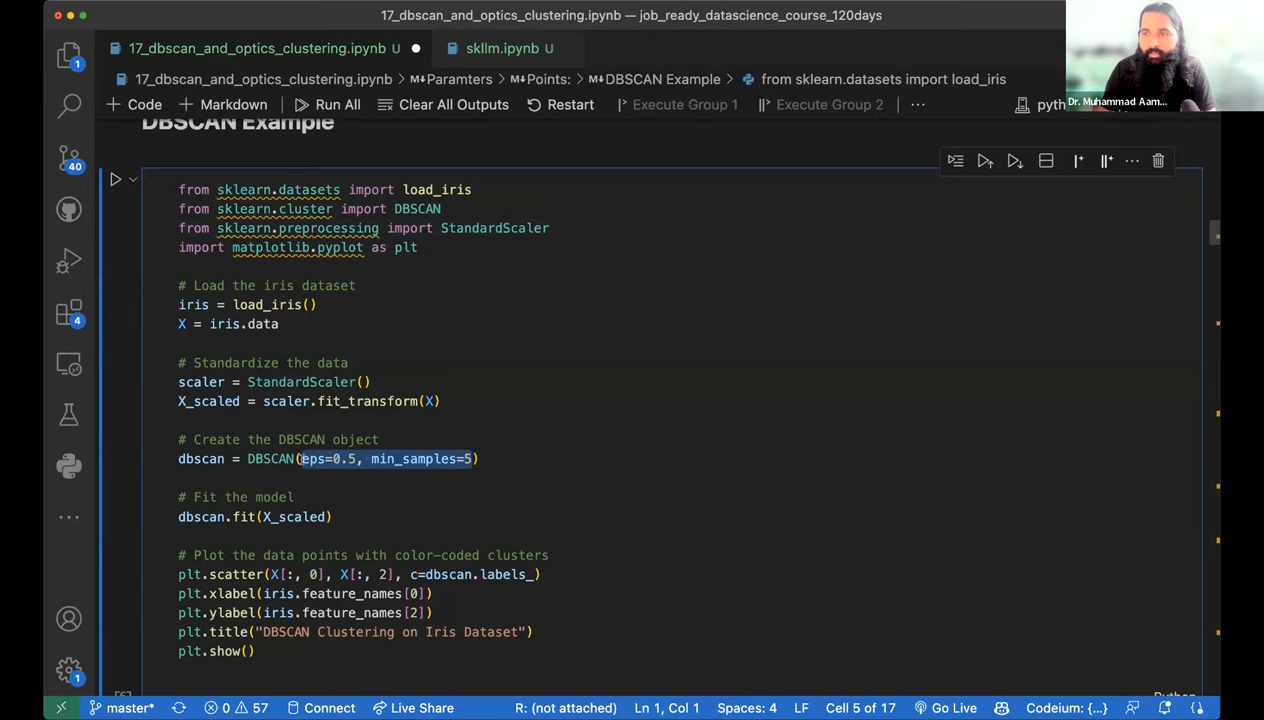 17_dbscan_and_optics_clustering.ipynb — job_ready_datascience_course_120days
17_dbscan_and_optics_clustering.ipynb U
skllm.ipynb U
17_dbscan_and_optics_clustering.ipynb > Paramters > Points: > DBSCAN Example > from sklearn.datasets import load_iris
Dr. Muhammad Aam...
+ Code + Markdown Run All Clear All Outputs Restart Execute Group 1 Execute Group 2 ...
DBSCAN Example
from sklearn.datasets import load_iris
from sklearn.cluster import DBSCAN
from sklearn.preprocessing import StandardScaler
import matplotlib.pyplot as plt
# Load the iris dataset
iris = load_iris()
X = iris.data
# Standardize the data
scaler = StandardScaler()
X_scaled = scaler.fit_transform(X)
# Create the DBSCAN object
dbscan = DBSCAN(eps=0.5, min_samples=5)
# Fit the model
dbscan.fit(X_scaled)
# Plot the data points with color-coded clusters
plt.scatter(X[:, 0], X[:, 2], c=dbscan.labels_)
plt.xlabel(iris.feature_names[0])
plt.ylabel(iris.feature_names[2])
plt.title("DBSCAN Clustering on Iris Dataset")
plt.show()
Python
1
40
4
1
master* 0 57 Connect Live Share R: (not attached) Ln 1, Col 1 Spaces: 4 LF Cell 5 of 17 Go Live Codeium: {...}